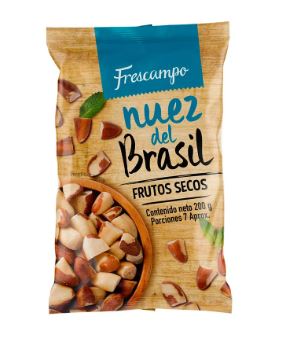 Frescampo
nuez
del
Brasil
FRUTOS SECOS
Contenido neto 200 g
Porciones 7 Aprox.